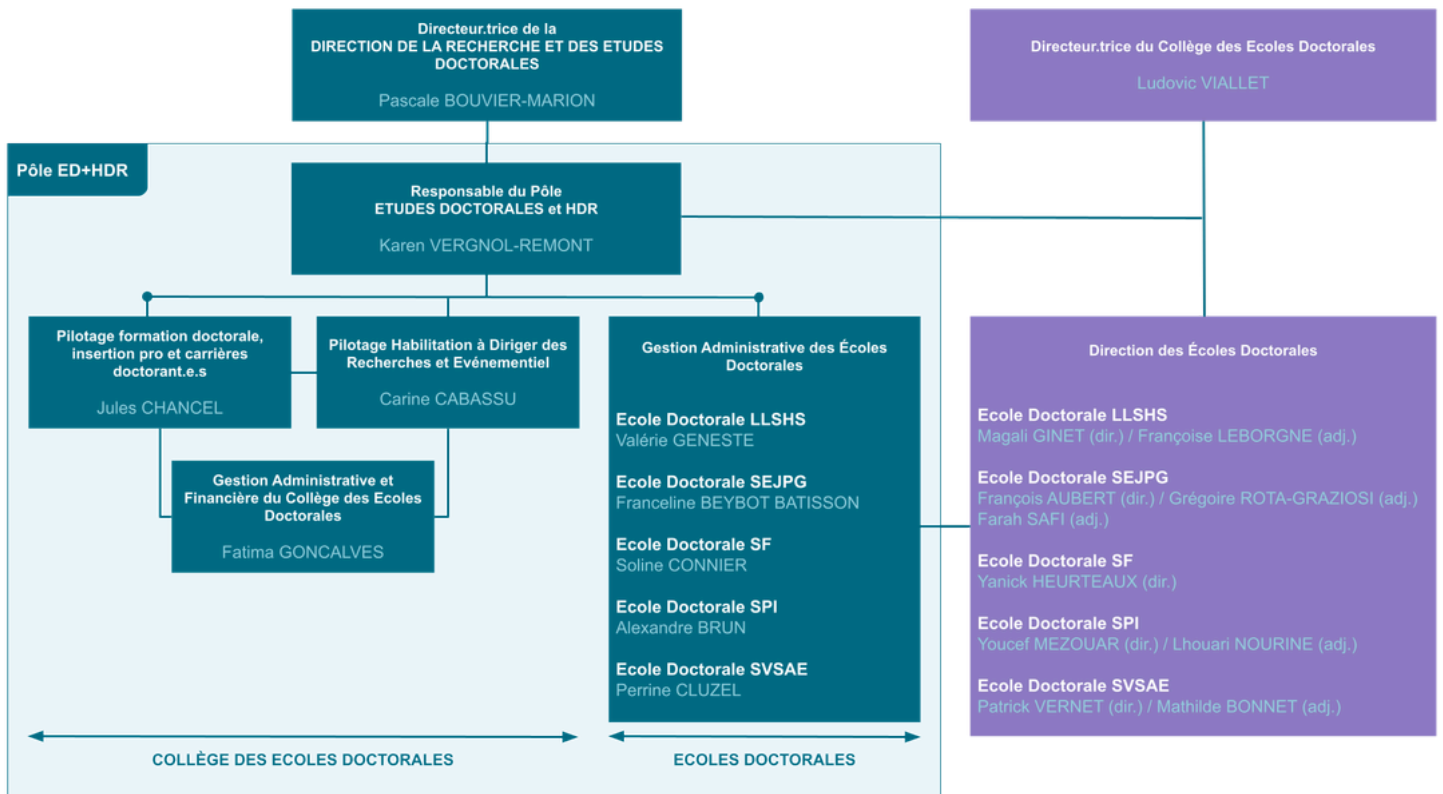 Directeur.trice de la
DIRECTION DE LA RECHERCHE ET DES ETUDES
DOCTORALES
Pascale BOUVIER-MARION
Directeur.trice du Collège des Ecoles Doctorales
Ludovic VIALLET
Pôle ED+HDR
Responsable du Pôle
ETUDES DOCTORALES et HDR
Karen VERGNOL-REMONT
Pilotage formation doctorale,
insertion pro et carrières
doctorant.e.s
Jules CHANCEL
Pilotage Habilitation à Diriger des
Recherches et Evénementiel
Carine CABASSU
Gestion Administrative et
Financière du Collège des Ecoles
Doctorales
Fatima GONCALVES
Gestion Administrative des Écoles
Doctorales
Ecole Doctorale LLSHS
Valérie GENESTE
Ecole Doctorale SEJPG
Franceline BEYBOT BATISSON
Ecole Doctorale SF
Soline CONNIER
Ecole Doctorale SPI
Alexandre BRUN
Ecole Doctorale SVSAE
Perrine CLUZEL
Direction des Écoles Doctorales
Ecole Doctorale LLSHS
Magali GINET (dir.) / Françoise LEBORGNE (adj.)
Ecole Doctorale SEJPG
François AUBERT (dir.) / Grégoire ROTA-GRAZIOSI (adj.)
Farah SAFI (adj.)
Ecole Doctorale SF
Yanick HEURTEAUX (dir.)
Ecole Doctorale SPI
Youcef MEZOUAR (dir.) / Lhouari NOURINE (adj.)
Ecole Doctorale SVSAE
Patrick VERNET (dir.) / Mathilde BONNET (adj.)
COLLÈGE DES ECOLES DOCTORALES
ECOLES DOCTORALES